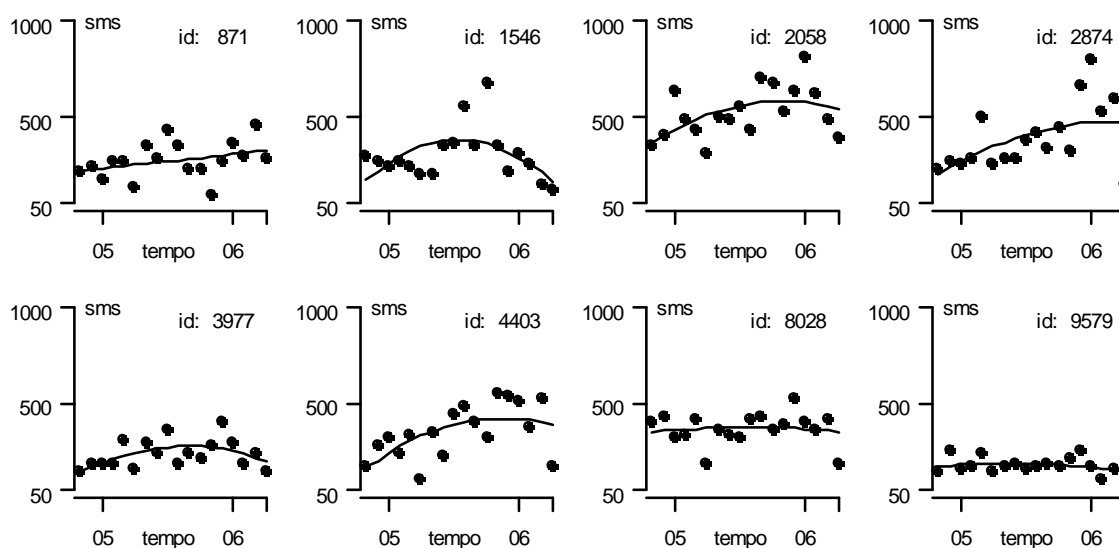 1000 sms id: 871
500
50
05 tempo 06
1000 sms id: 1546
500
50
05 tempo 06
1000 sms id: 2058
500
50
05 tempo 06
1000 sms id: 2874
500
50
05 tempo 06
1000 sms id: 3977
500
50
05 tempo 06
1000 sms id: 4403
500
50
05 tempo 06
1000 sms id: 8028
500
50
05 tempo 06
1000 sms id: 9579
500
50
05 tempo 06